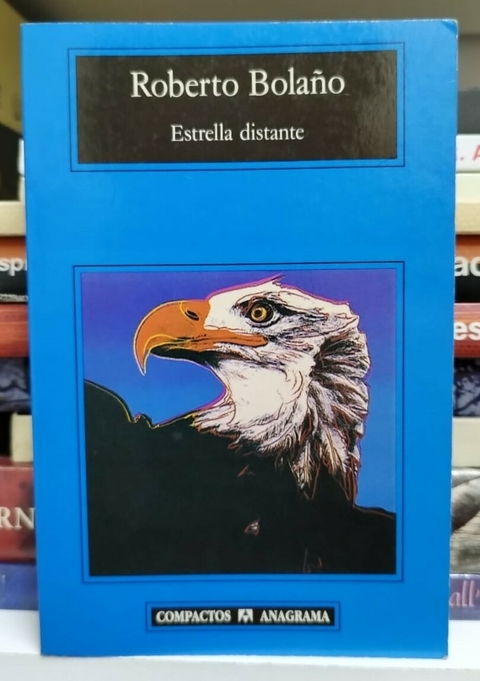 Roberto Bolaño
Estrella distante
COMPACTOS ANAGRAMA